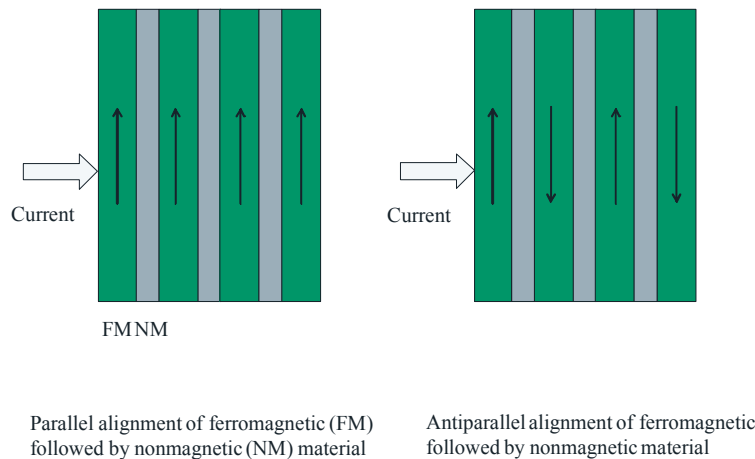 Current
Current
FM NM
Parallel alignment of ferromagnetic (FM)
followed by nonmagnetic (NM) material
Antiparallel alignment of ferromagnetic
followed by nonmagnetic material